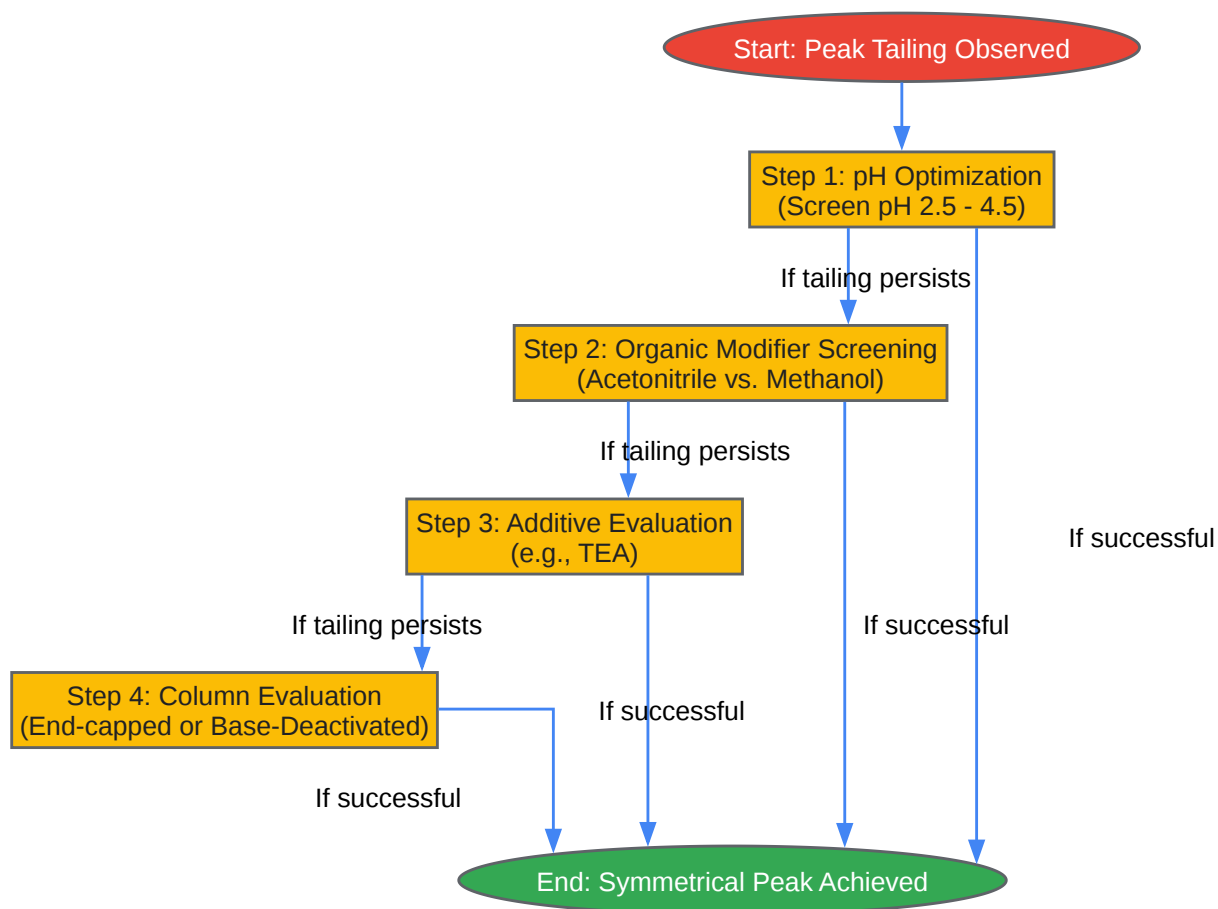 Start: Peak Tailing Observed
Step 1: pH Optimization
(Screen pH 2.5 - 4.5)
If tailing persists
Step 2: Organic Modifier Screening
(Acetonitrile vs. Methanol)
If tailing persists
Step 3: Additive Evaluation
(e.g., TEA)
If successful
If tailing persists
If successful
Step 4: Column Evaluation
(End-capped or Base-Deactivated)
If successful
If successful
End: Symmetrical Peak Achieved